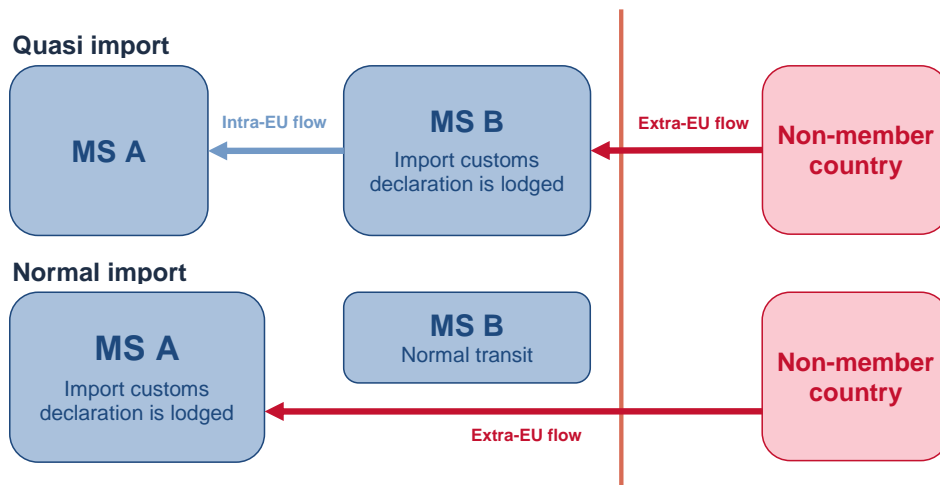 Quasi import
MS A
Intra-EU flow
MS B
Import customs
declaration is lodged
Extra-EU flow
Non-member
country
Normal import
MS A
Import customs
declaration is lodged
MS B
Normal transit
Extra-EU flow
Non-member
country